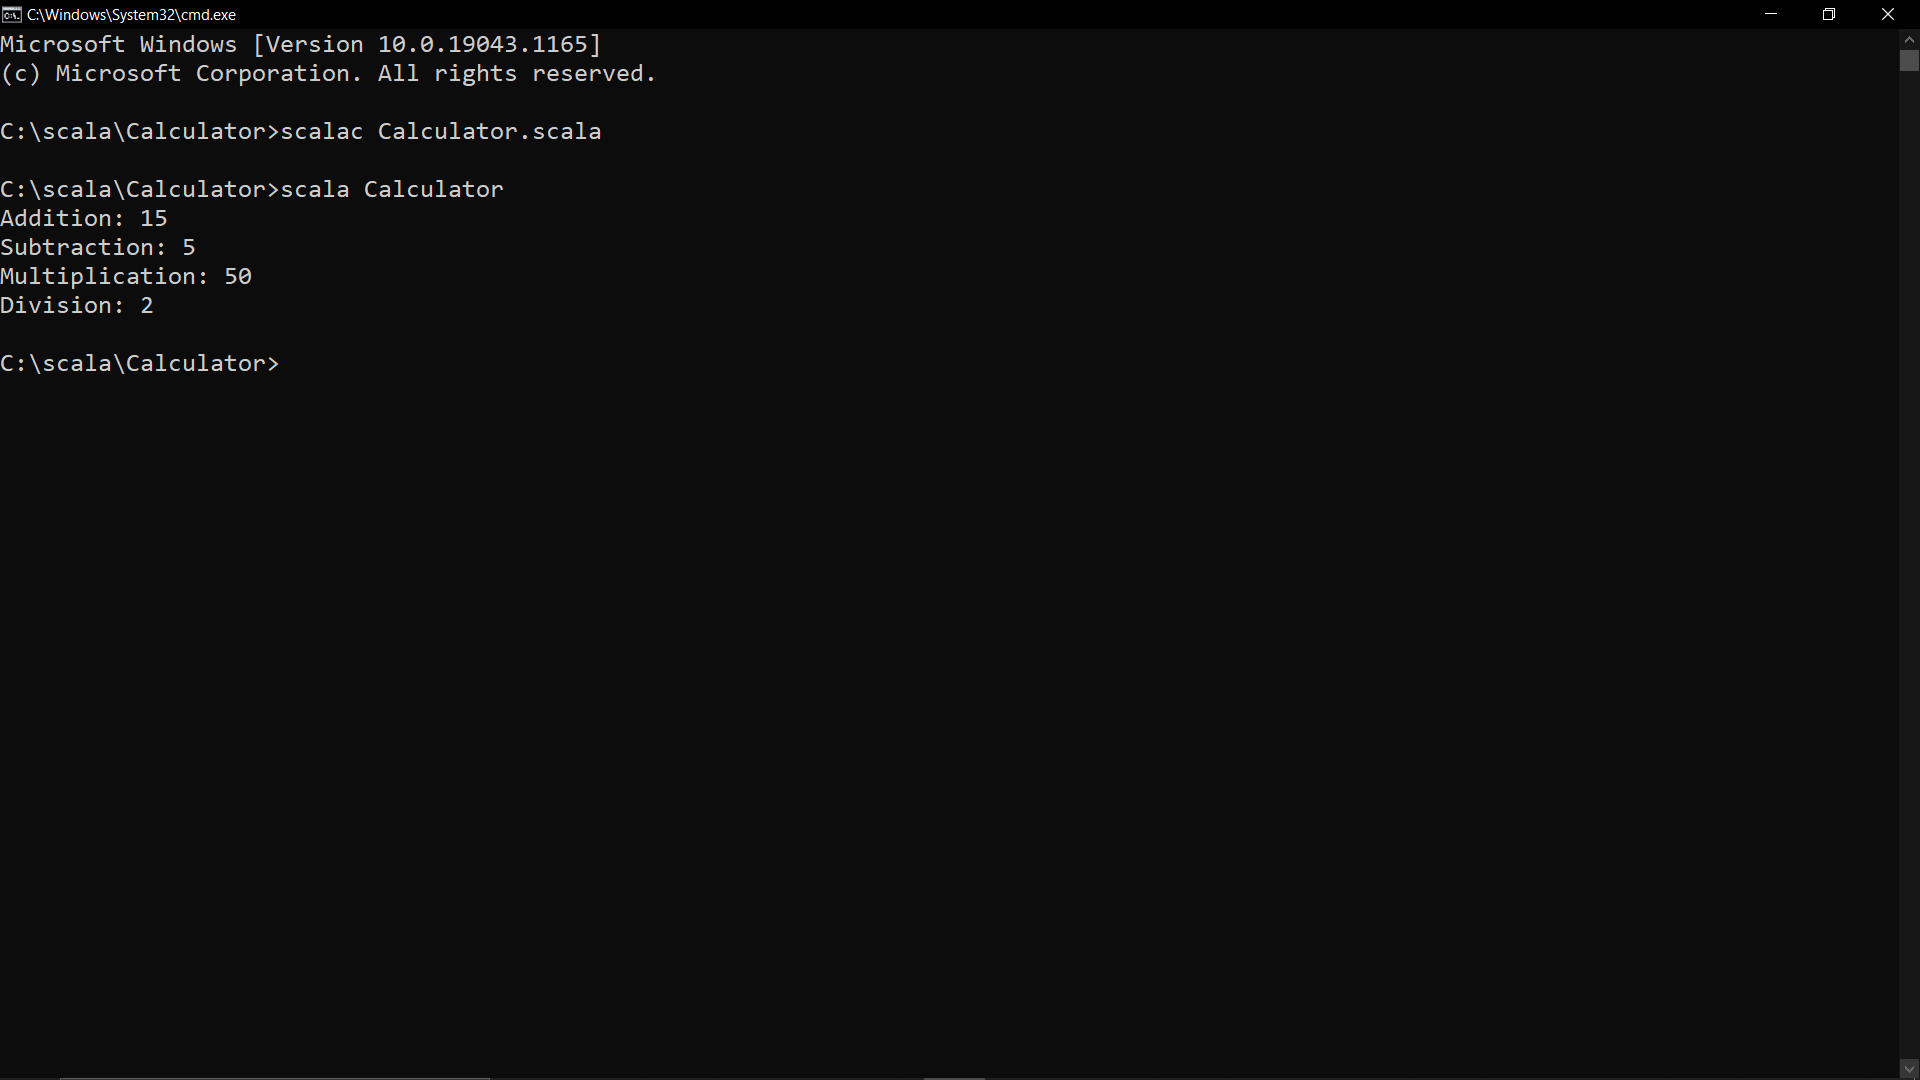 C:\Windows\System32\cmd.exe
Microsoft Windows [Version 10.0.19043.1165]
(c) Microsoft Corporation. All rights reserved.
C:\scala\Calculator>scalac Calculator.scala
C:\scala\Calculator>scala Calculator
Addition: 15
Subtraction: 5
Multiplication: 50
Division: 2
C:\scala\Calculator>